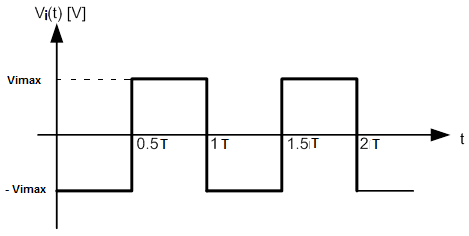 Vi(t) [V]
Vimax
0.5T 1T 1.5T 2T
t
- Vimax